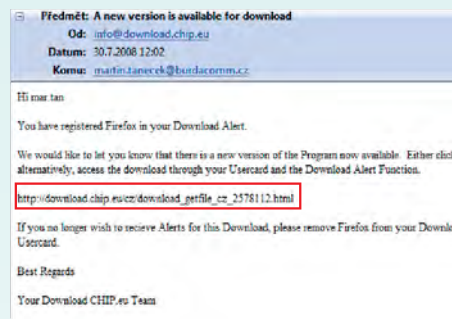 Předmět: A new version is available for download
Od: info@download.chip.eu
Datum: 30.7.2008 12:02
Komu: martin.tanecek@burdacomm.cz
Hi mar tan
You have registered Firefox in your Download Alert.
We would like to let you know that there is a new version of the Program now available. Either clic
alternatively, access the download through your Usercard and the Download Alert Function.
http://download.chip.eu/cz/download_getfile_cz_2578112.html
If you no longer wish to recieve Alerts for this Download, please remove Firefox from your Downlo
Usercard.
Best Regards
Your Download CHIP.eu Team